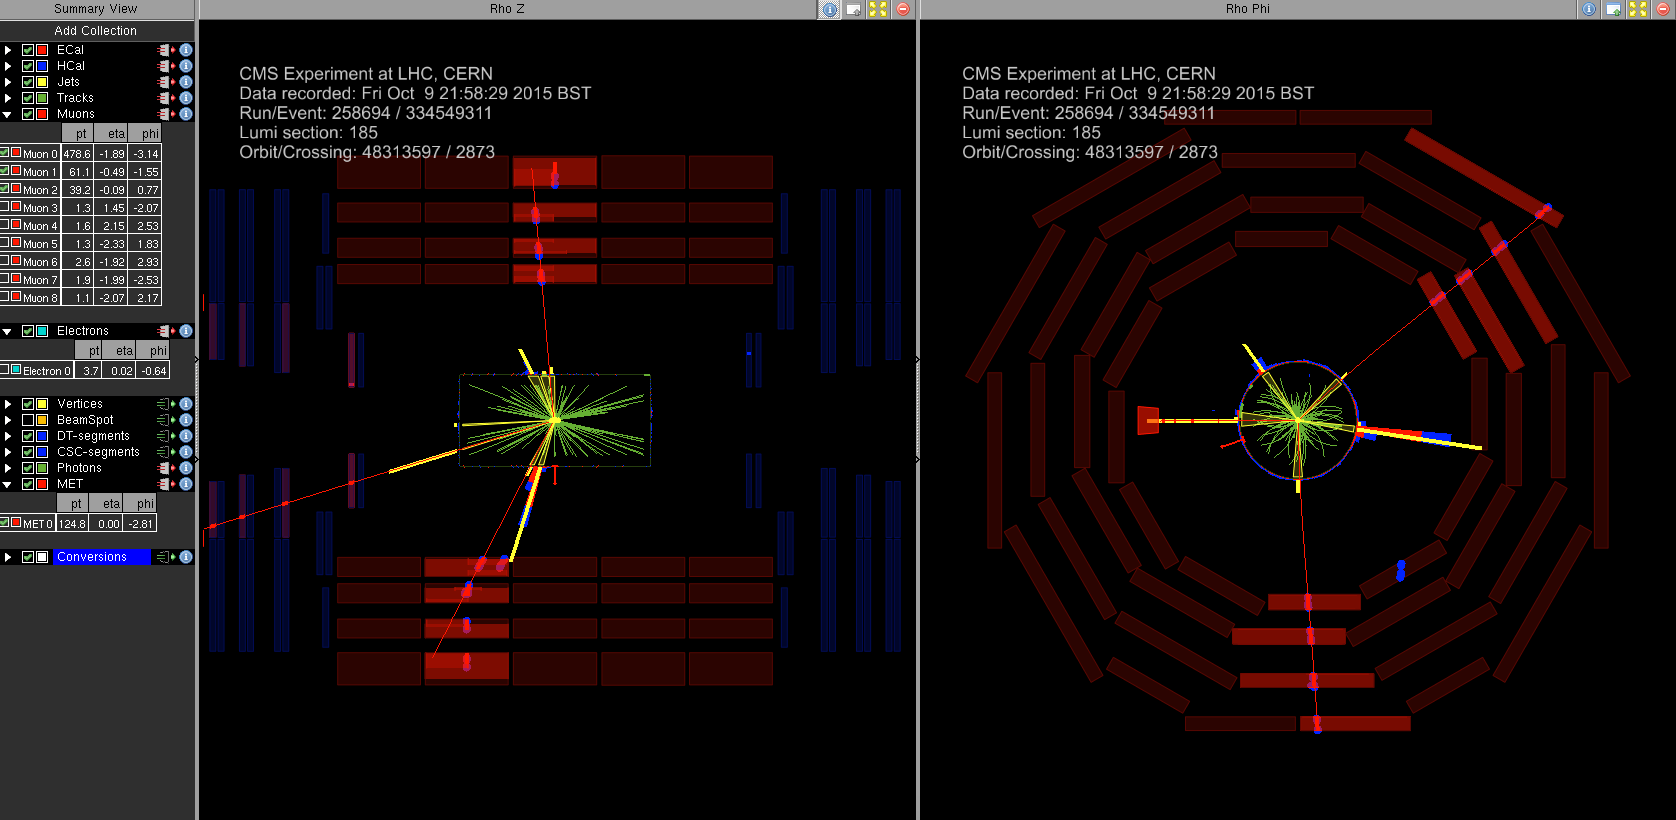 Summary View
Add Collection
ECal
HCal
Jets
Tracks
Muons
pt eta phi
Muon 0 478.6 -1.89 -3.14
Muon 1 61.1 -0.49 -1.55
Muon 2 39.2 -0.09 0.77
Muon 3 1.3 1.45 -2.07
Muon 4 1.6 2.15 2.53
Muon 5 1.3 -2.33 1.83
Muon 6 2.6 -1.92 2.93
Muon 7 1.9 -1.99 -2.53
Muon 8 1.1 -2.07 2.17
Electrons
pt eta phi
Electron 0 3.7 0.02 -0.64
Vertices
BeamSpot
DT-segments
CSC-segments
Photons
MET
pt eta phi
MET 0 124.8 0.00 -2.81
Conversions
Rho Z
CMS Experiment at LHC, CERN
Data recorded: Fri Oct 9 21:58:29 2015 BST
Run/Event: 258694 / 334549311
Lumi section: 185
Orbit/Crossing: 48313597 / 2873
Rho Phi
CMS Experiment at LHC, CERN
Data recorded: Fri Oct 9 21:58:29 2015 BST
Run/Event: 258694 / 334549311
Lumi section: 185
Orbit/Crossing: 48313597 / 2873